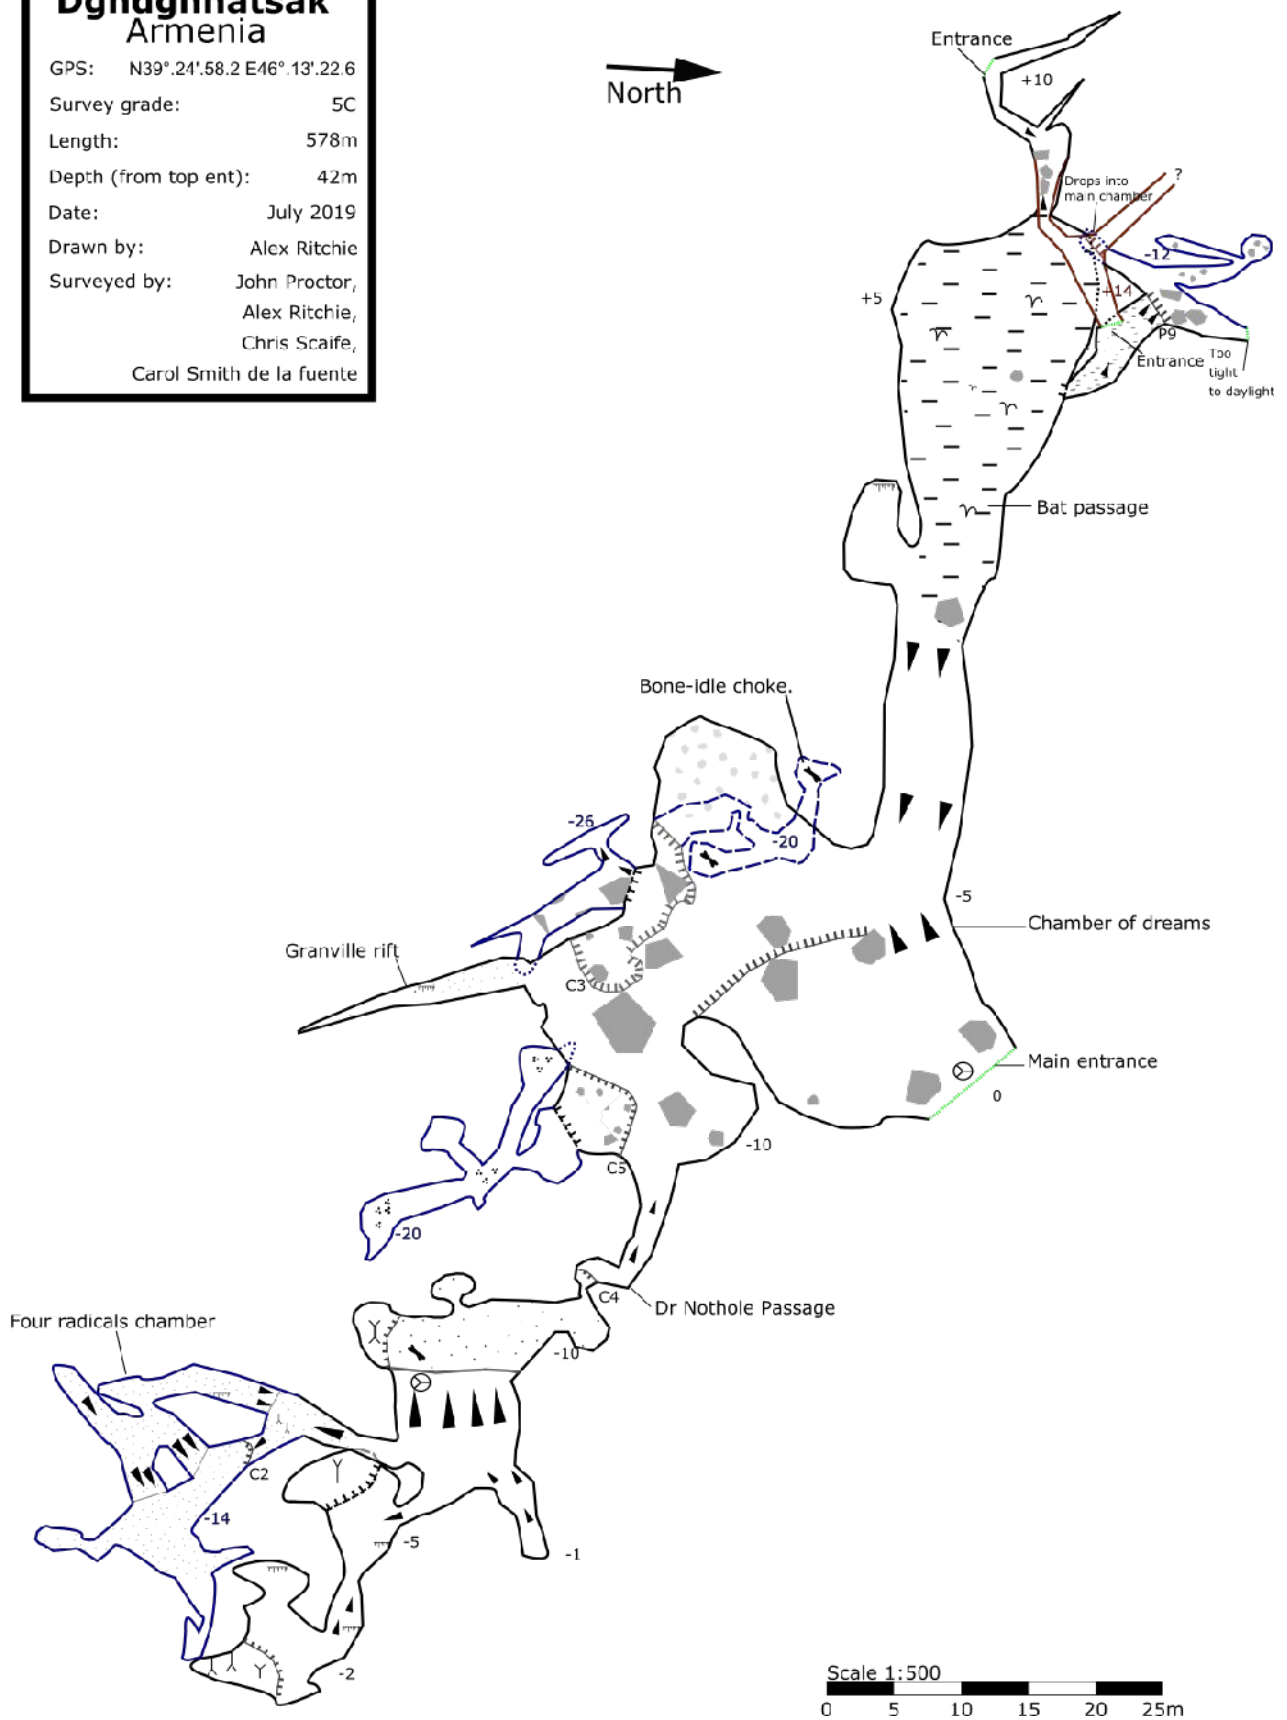 Dghdghnatsak
Armenia
GPS: N39°.24'.58.2 E46°.13'.22.6
Survey grade: 5C
Length: 578m
Depth (from top ent): 42m
Date: July 2019
Drawn by: Alex Ritchie
Surveyed by: John Proctor,
Alex Ritchie,
Chris Scaife,
Carol Smith de la fuente
North
Entrance
+10
Drops into
main chamber
?
-12
+14
+5
P9
Entrance
Too
tight
to daylight
Bat passage
Bone-idle choke.
-26
-20
-5
Chamber of dreams
Granville rift
C3
Main entrance
0
-10
C5
-20
C4
Dr Nothole Passage
Four radicals chamber
-10
C2
-14
-5
-1
-2
Scale 1:500
0 5 10 15 20 25m